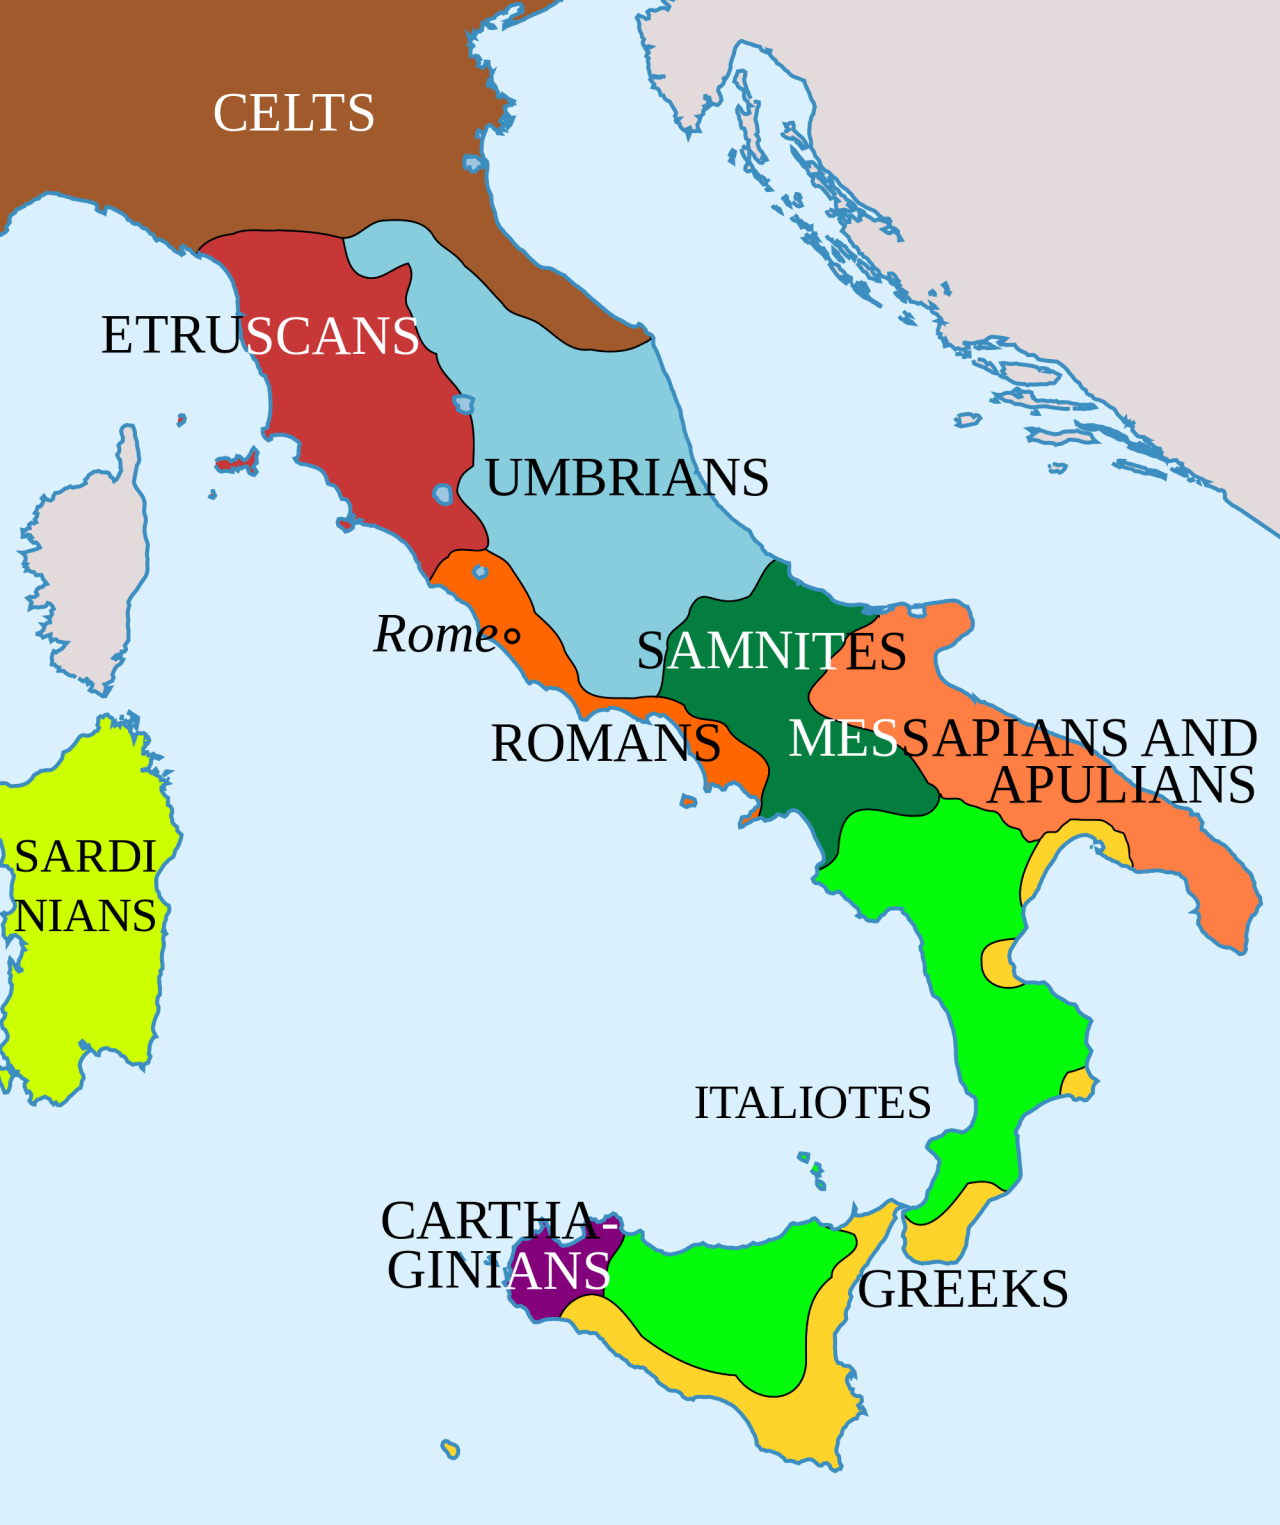 CELTS
ETRUSCANS
UMBRIANS
Rome
SAMNITES
ROMANS
MESSAPIANS AND
APULIANS
SARDI
NIANS
ITALIOTES
CARTHA-
GINIANS
GREEKS